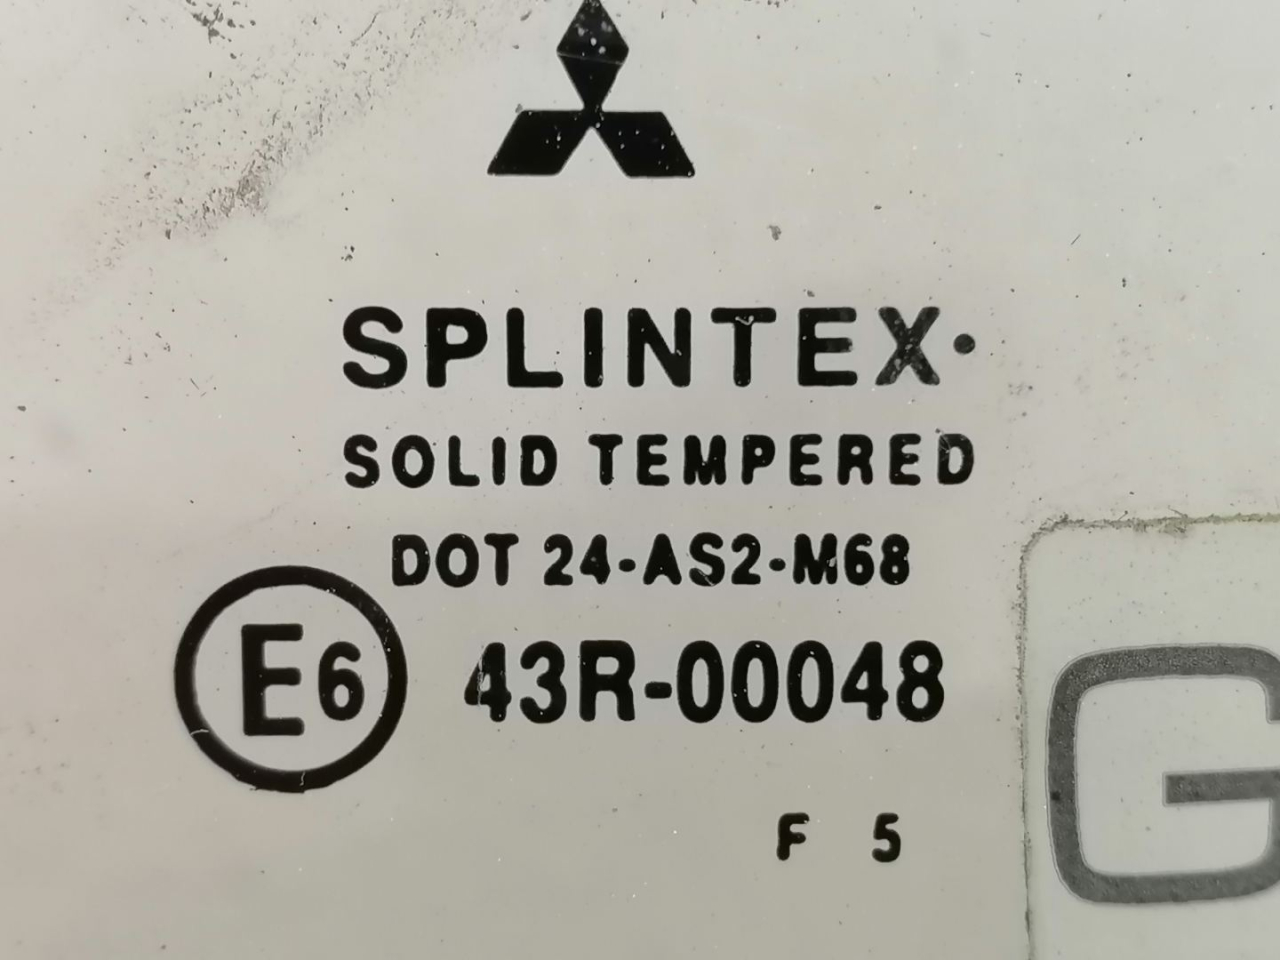 SPLINTEX·
SOLID TEMPERED
DOT 24-AS2-M68
E6 43R-00048
F 5
G